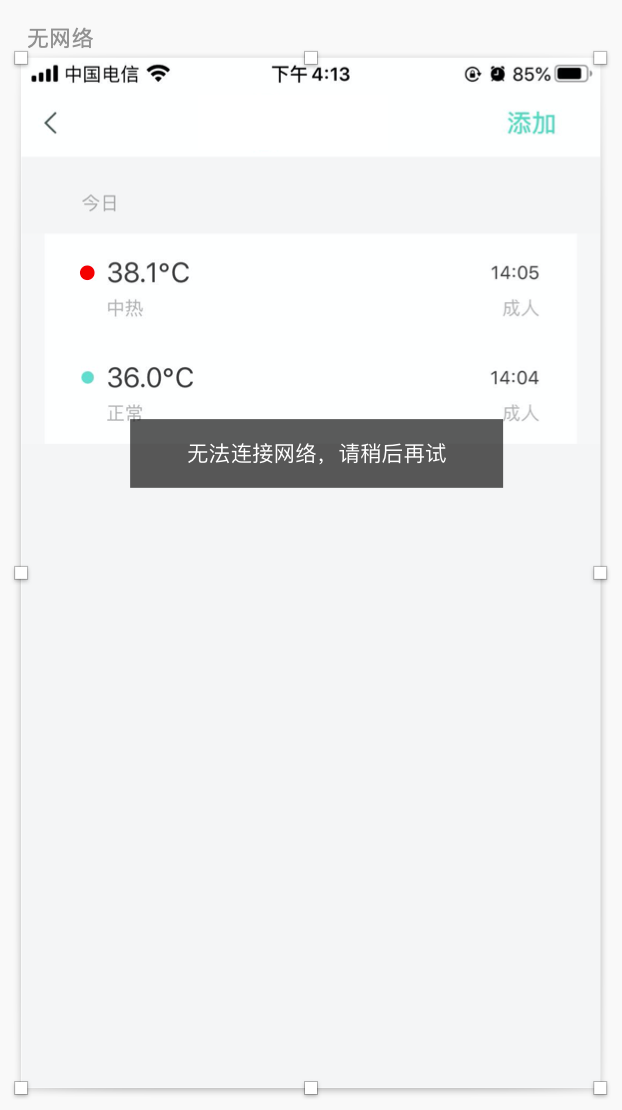 无网络
中国电信 下午4:13 85%
添加
今日
38.1°C 14:05
中热 成人
36.0°C 14:04
正常 成人
无法连接网络，请稍后再试